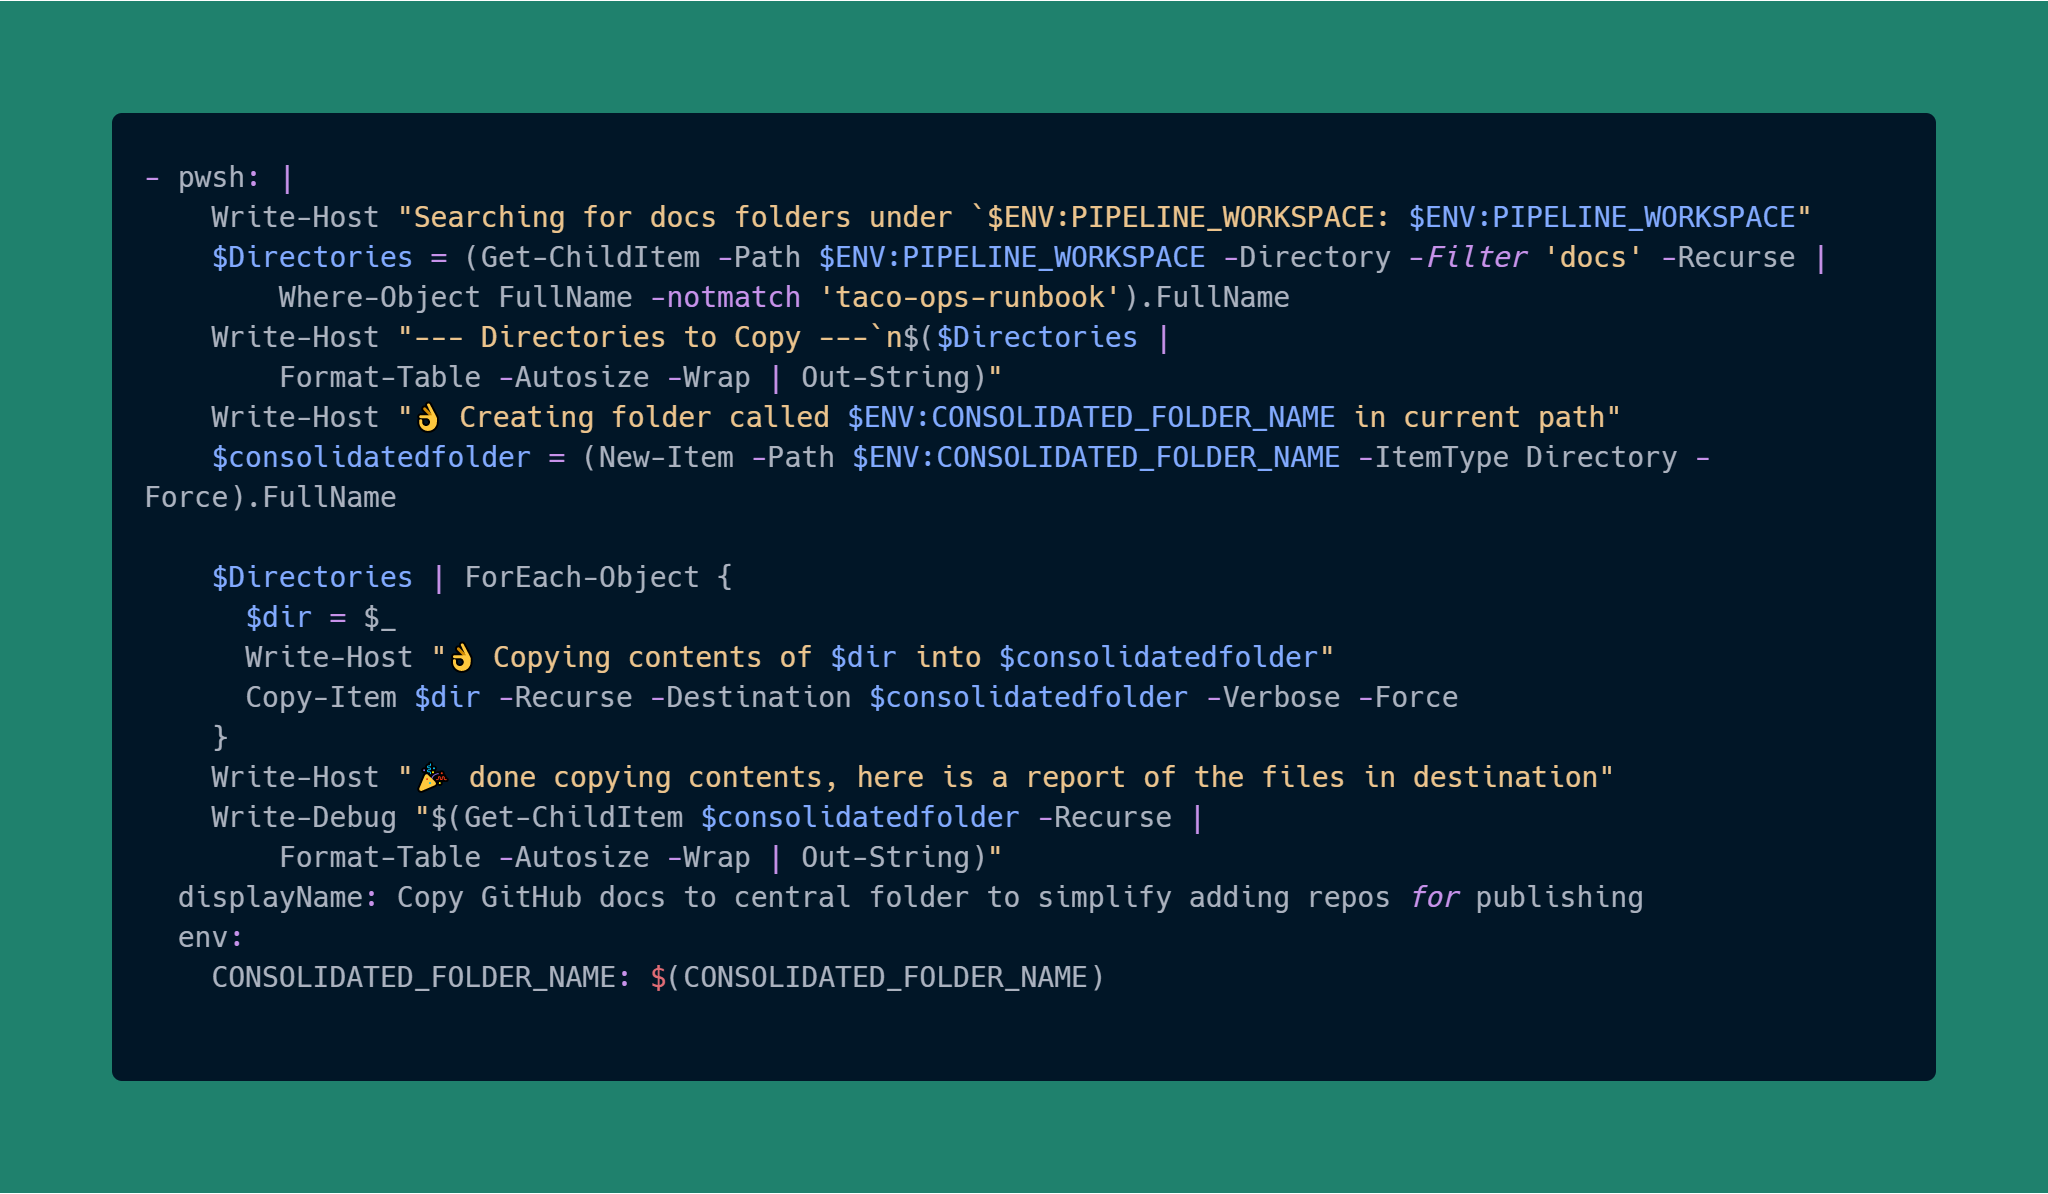 - pwsh: |
    Write-Host "Searching for docs folders under `$ENV:PIPELINE_WORKSPACE: $ENV:PIPELINE_WORKSPACE"
    $Directories = (Get-ChildItem -Path $ENV:PIPELINE_WORKSPACE -Directory -Filter 'docs' -Recurse |
        Where-Object FullName -notmatch 'taco-ops-runbook').FullName
    Write-Host "--- Directories to Copy ---`n$($Directories |
        Format-Table -Autosize -Wrap | Out-String)"
    Write-Host "👌 Creating folder called $ENV:CONSOLIDATED_FOLDER_NAME in current path"
    $consolidatedfolder = (New-Item -Path $ENV:CONSOLIDATED_FOLDER_NAME -ItemType Directory -
Force).FullName

    $Directories | ForEach-Object {
      $dir = $_
      Write-Host "👌 Copying contents of $dir into $consolidatedfolder"
      Copy-Item $dir -Recurse -Destination $consolidatedfolder -Verbose -Force
    }
    Write-Host "🎉 done copying contents, here is a report of the files in destination"
    Write-Debug "$(Get-ChildItem $consolidatedfolder -Recurse |
        Format-Table -Autosize -Wrap | Out-String)"
  displayName: Copy GitHub docs to central folder to simplify adding repos for publishing
  env:
    CONSOLIDATED_FOLDER_NAME: $(CONSOLIDATED_FOLDER_NAME)